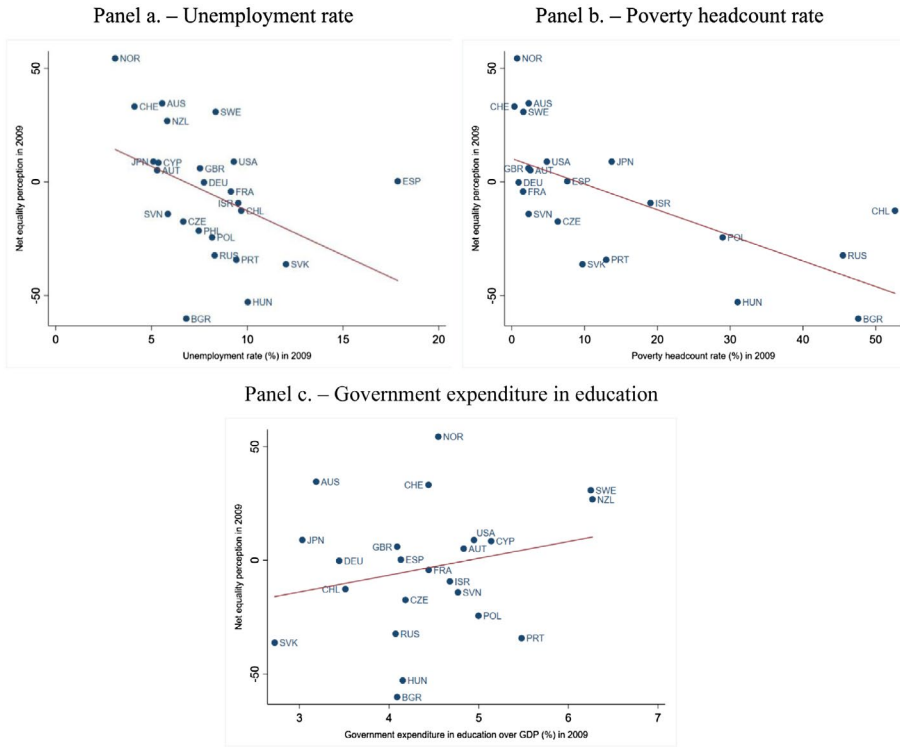 Panel a. – Unemployment rate
50
0
-50
Net equality perception in 2009
NOR
CHE
AUS
NZL
SWE
JPN
CYP
AUT
GBR
USA
DEU
ESP
FRA
ISR
CHL
SVN
CZE
PHL
POL
RUS
PRT
SVK
HUN
BGR
0 5 10 15 20
Unemployment rate (%) in 2009
Panel b. – Poverty headcount rate
50
0
-50
Net equality perception in 2009
NOR
CHE
AUS
SWE
USA
JPN
GBR
AUT
DEU
ESP
FRA
ISR
CHL
SVN
CZE
POL
SVK
PRT
RUS
HUN
BGR
0 10 20 30 40 50
Poverty headcount rate (%) in 2009
Panel c. – Government expenditure in education
50
0
-50
Net equality perception in 2009
NOR
AUS
CHE
SWE
NZL
JPN
GBR
USA
CYP
AUT
DEU
ESP
FRA
ISR
CHL
SVN
CZE
POL
RUS
PRT
SVK
HUN
BGR
3 4 5 6 7
Government expenditure in education over GDP (%) in 2009